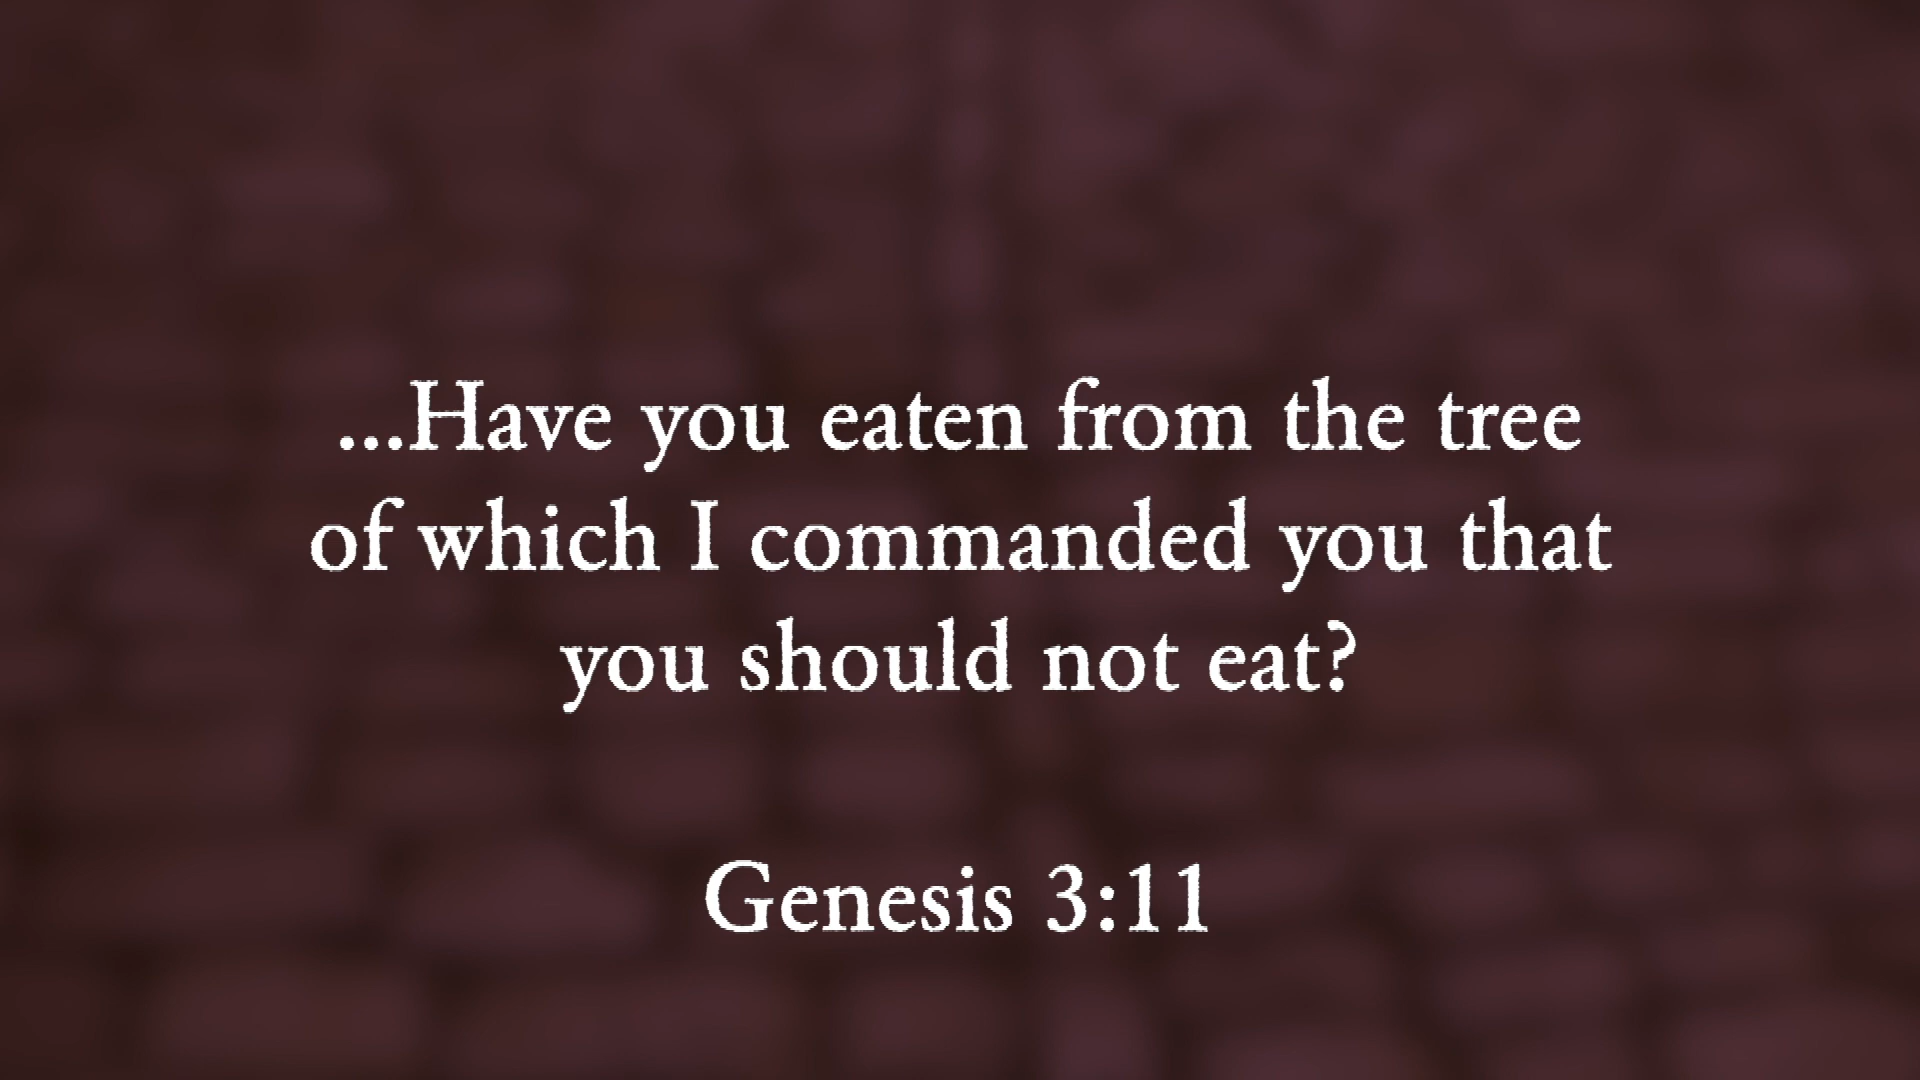 ...Have you eaten from the tree
of which I commanded you that
you should not eat?
Genesis 3:11